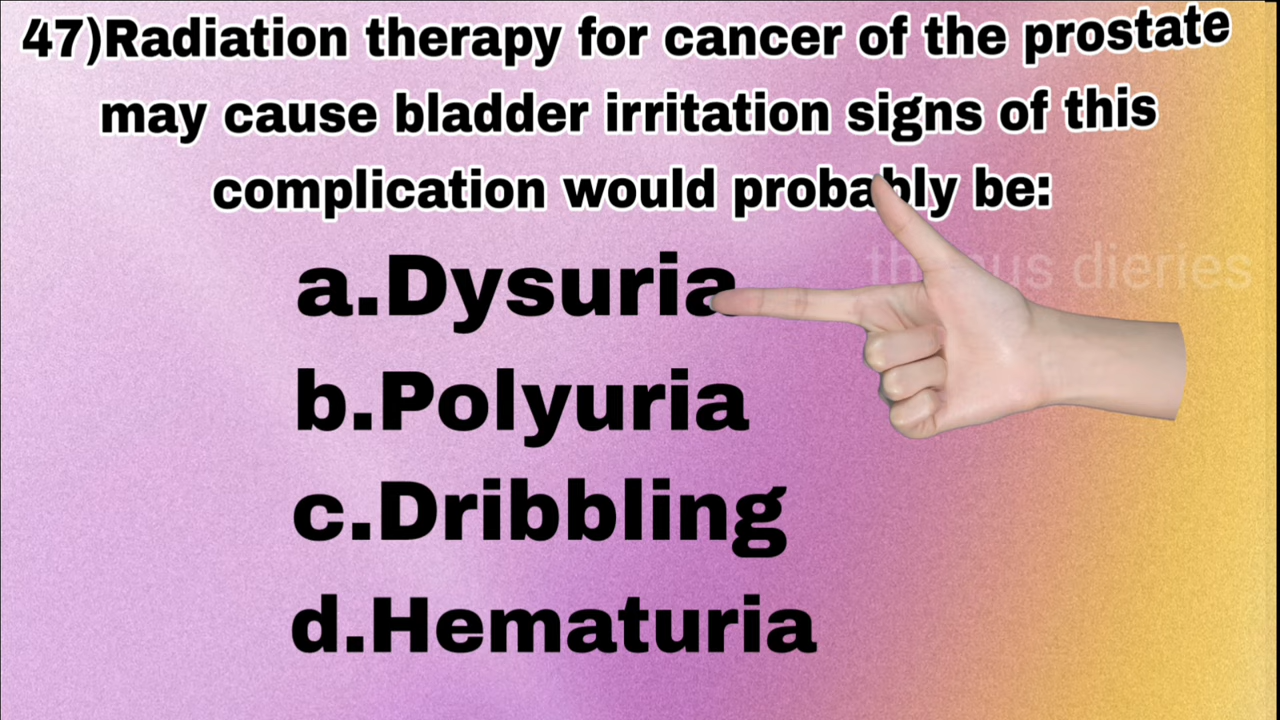 47)Radiation therapy for cancer of the prostate
may cause bladder irritation signs of this
complication would probably be:
a.Dysuria
dieries
b.Polyuria
c.Dribbling
d.Hematuria